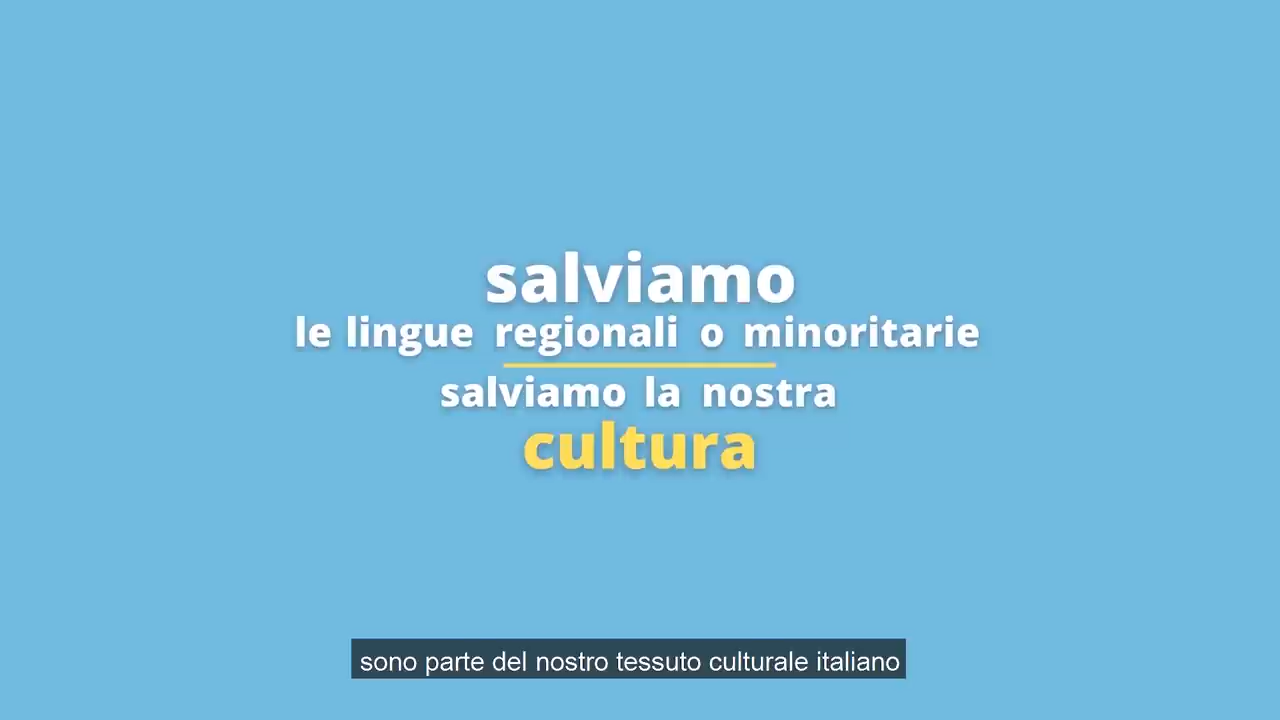 salviamo
le lingue regionali o minoritarie
salviamo la nostra
cultura
sono parte del nostro tessuto culturale italiano